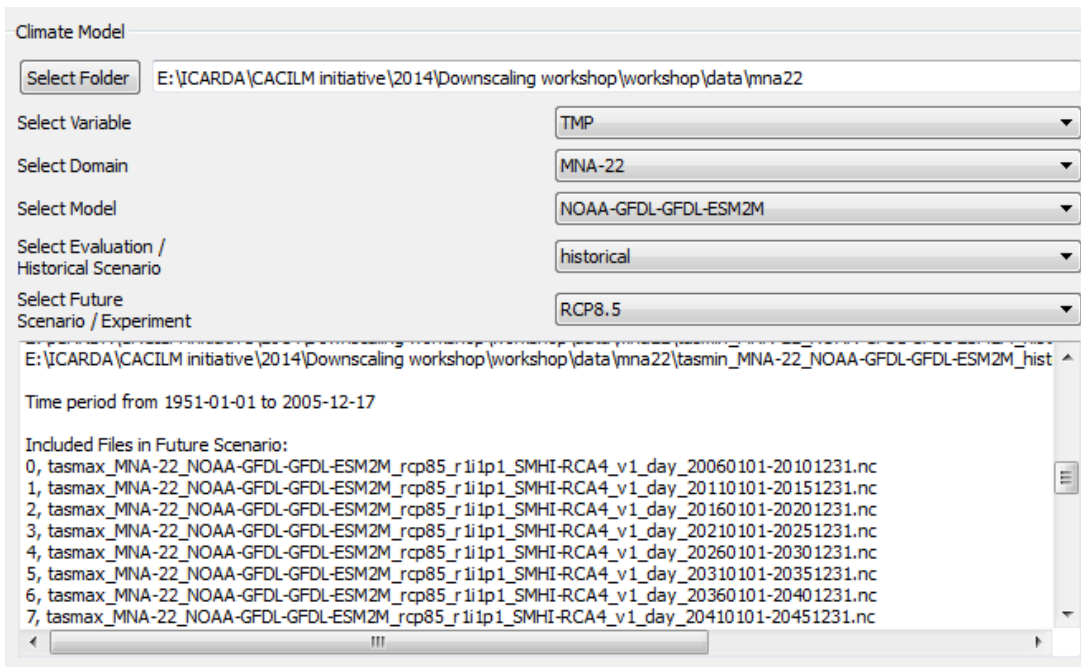 Climate Model
Select Folder E:\ICARDA\CACILM initiative\2014\Downscaling workshop\workshop\data\mna22
Select Variable TMP
Select Domain MNA-22
Select Model NOAA-GFDL-GFDL-ESM2M
Select Evaluation /
Historical Scenario historical
Select Future
Scenario / Experiment RCP8.5
E:\ICARDA\CACILM initiative\2014\Downscaling workshop\workshop\data\mna22\tasmin_MNA-22_NOAA-GFDL-GFDL-ESM2M_hist
Time period from 1951-01-01 to 2005-12-17
Included Files in Future Scenario:
0, tasmax_MNA-22_NOAA-GFDL-GFDL-ESM2M_rcp85_r1i1p1_SMHI-RCA4_v1_day_20060101-20101231.nc
1, tasmax_MNA-22_NOAA-GFDL-GFDL-ESM2M_rcp85_r1i1p1_SMHI-RCA4_v1_day_20110101-20151231.nc
2, tasmax_MNA-22_NOAA-GFDL-GFDL-ESM2M_rcp85_r1i1p1_SMHI-RCA4_v1_day_20160101-20201231.nc
3, tasmax_MNA-22_NOAA-GFDL-GFDL-ESM2M_rcp85_r1i1p1_SMHI-RCA4_v1_day_20210101-20251231.nc
4, tasmax_MNA-22_NOAA-GFDL-GFDL-ESM2M_rcp85_r1i1p1_SMHI-RCA4_v1_day_20260101-20301231.nc
5, tasmax_MNA-22_NOAA-GFDL-GFDL-ESM2M_rcp85_r1i1p1_SMHI-RCA4_v1_day_20310101-20351231.nc
6, tasmax_MNA-22_NOAA-GFDL-GFDL-ESM2M_rcp85_r1i1p1_SMHI-RCA4_v1_day_20360101-20401231.nc
7, tasmax_MNA-22_NOAA-GFDL-GFDL-ESM2M_rcp85_r1i1p1_SMHI-RCA4_v1_day_20410101-20451231.nc